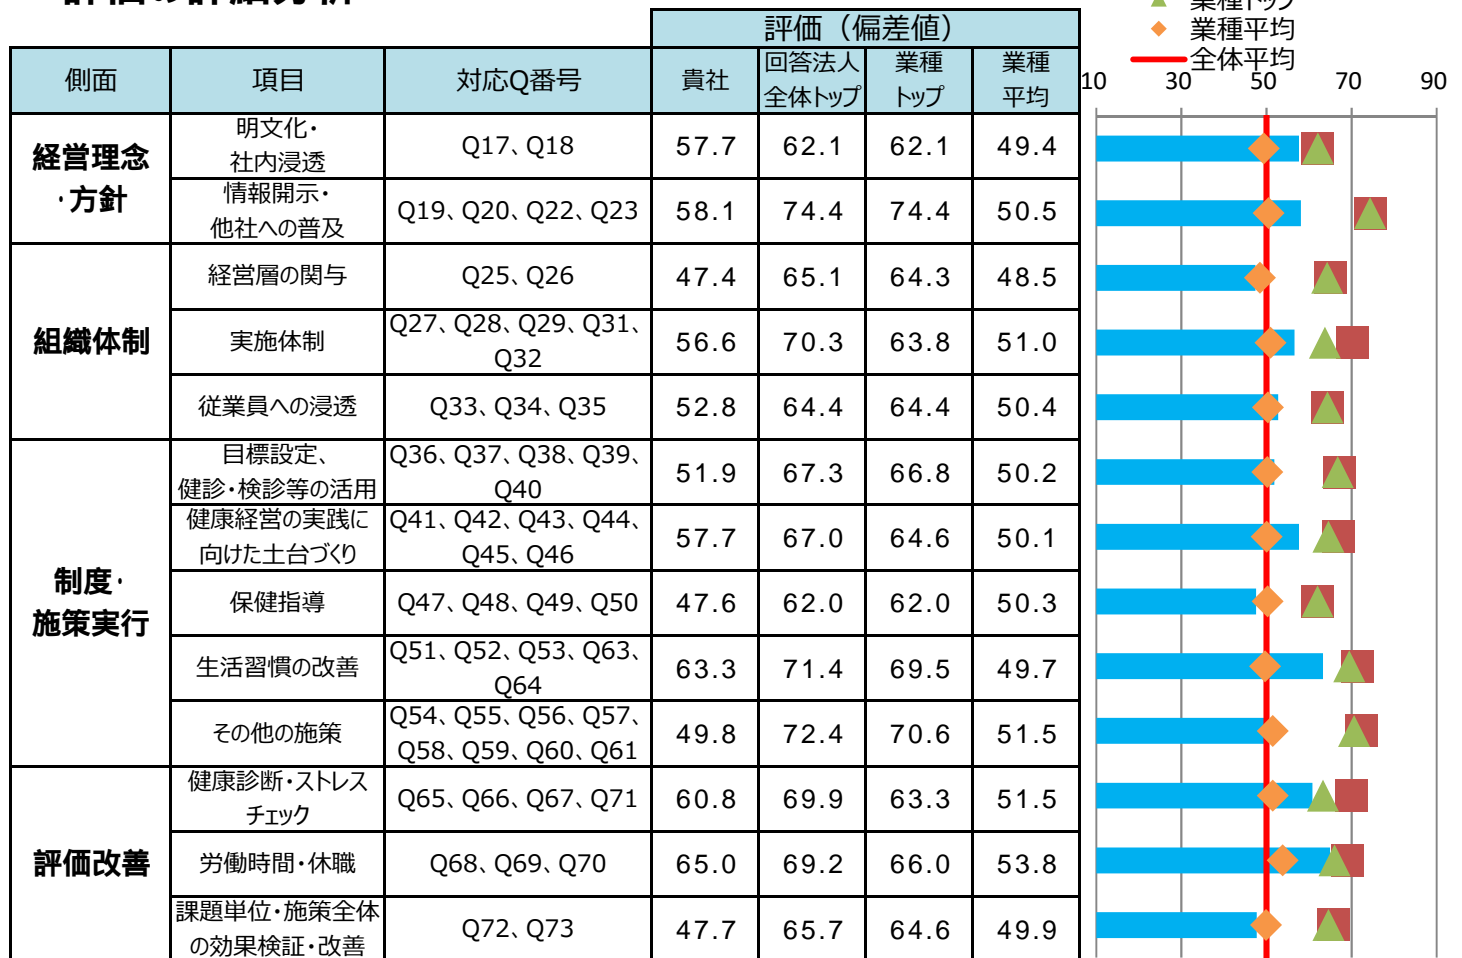 評価の詳細分析
業種トップ
業種平均
全体平均
評価（偏差値）
側面 項目 対応Q番号 貴社 回答法人全体トップ 業種トップ 業種平均
10 30 50 70 90
経営理念・方針
明文化・社内浸透 Q17、Q18 57.7 62.1 62.1 49.4
情報開示・他社への普及 Q19、Q20、Q22、Q23 58.1 74.4 74.4 50.5
組織体制
経営層の関与 Q25、Q26 47.4 65.1 64.3 48.5
実施体制 Q27、Q28、Q29、Q31、Q32 56.6 70.3 63.8 51.0
従業員への浸透 Q33、Q34、Q35 52.8 64.4 64.4 50.4
制度・施策実行
目標設定、健診・検診等の活用 Q36、Q37、Q38、Q39、Q40 51.9 67.3 66.8 50.2
健康経営の実践に向けた土台づくり Q41、Q42、Q43、Q44、Q45、Q46 57.7 67.0 64.6 50.1
保健指導 Q47、Q48、Q49、Q50 47.6 62.0 62.0 50.3
生活習慣の改善 Q51、Q52、Q53、Q63、Q64 63.3 71.4 69.5 49.7
その他の施策 Q54、Q55、Q56、Q57、Q58、Q59、Q60、Q61 49.8 72.4 70.6 51.5
評価改善
健康診断・ストレスチェック Q65、Q66、Q67、Q71 60.8 69.9 63.3 51.5
労働時間・休職 Q68、Q69、Q70 65.0 69.2 66.0 53.8
課題単位・施策全体の効果検証・改善 Q72、Q73 47.7 65.7 64.6 49.9